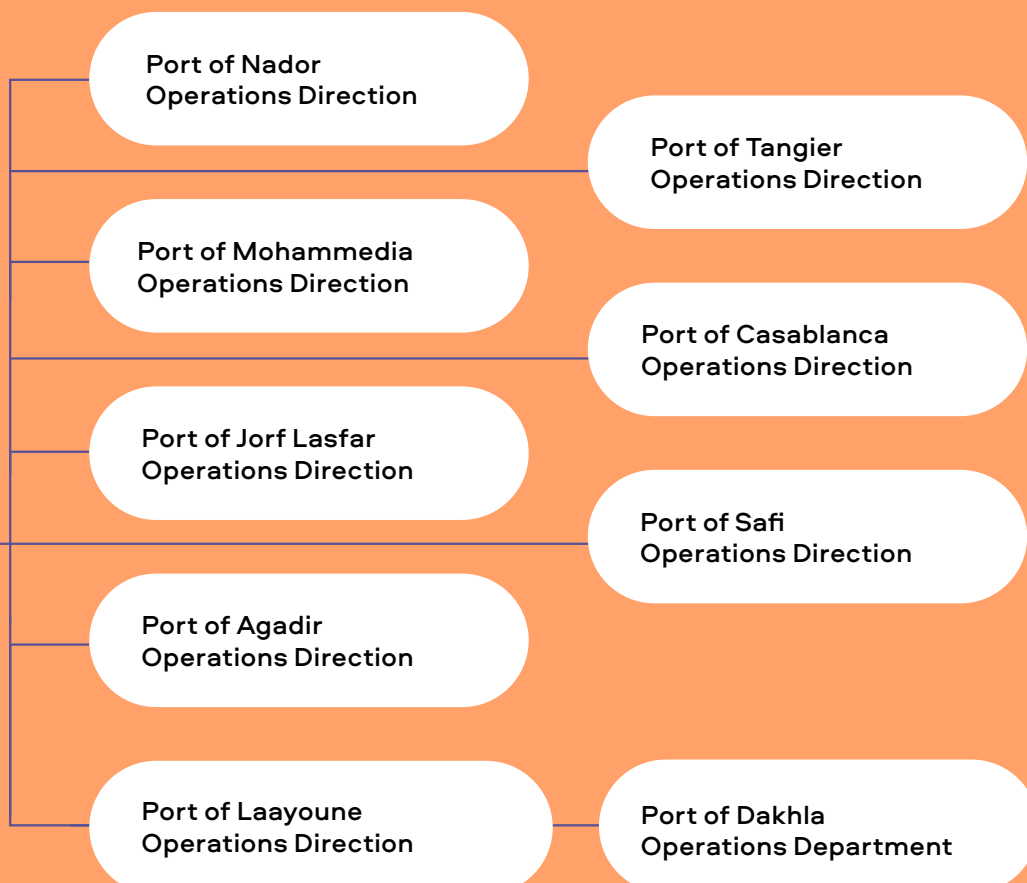 Port of Nador
Operations Direction
Port of Tangier
Operations Direction
Port of Mohammedia
Operations Direction
Port of Casablanca
Operations Direction
Port of Jorf Lasfar
Operations Direction
Port of Safi
Operations Direction
Port of Agadir
Operations Direction
Port of Laayoune
Operations Direction
Port of Dakhla
Operations Department